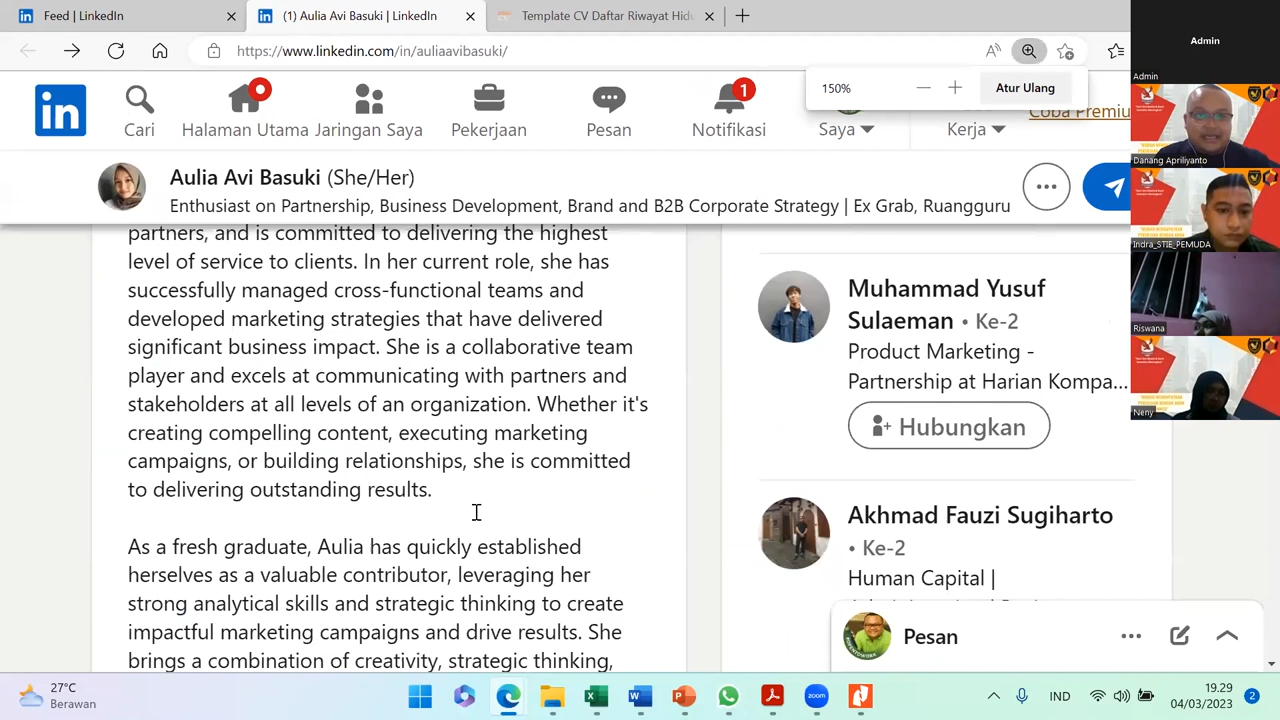 Feed | LinkedIn
(1) Aulia Avi Basuki | LinkedIn
Template CV Daftar Riwayat Hidu
https://www.linkedin.com/in/auliaavibasuki/
150%
Atur Ulang
in
Cari
Halaman Utama
Jaringan Saya
Pekerjaan
Pesan
1
Notifikasi
Saya
Kerja
Coba Premiu
Aulia Avi Basuki (She/Her)
Enthusiast on Partnership, Business Development, Brand and B2B Corporate Strategy | Ex Grab, Ruangguru
partners, and is committed to delivering the highest
level of service to clients. In her current role, she has
successfully managed cross-functional teams and
developed marketing strategies that have delivered
significant business impact. She is a collaborative team
player and excels at communicating with partners and
stakeholders at all levels of an organization. Whether it's
creating compelling content, executing marketing
campaigns, or building relationships, she is committed
to delivering outstanding results.
As a fresh graduate, Aulia has quickly established
herselves as a valuable contributor, leveraging her
strong analytical skills and strategic thinking to create
impactful marketing campaigns and drive results. She
brings a combination of creativity, strategic thinking,
Muhammad Yusuf
Sulaeman • Ke-2
Product Marketing -
Partnership at Harian Kompa...
Hubungkan
Akhmad Fauzi Sugiharto
• Ke-2
Human Capital |
Pesan
Admin
Admin
Danang Apriliyanto
Indra_STIE_PEMUDA
Riswana
Neny
27°C
Berawan
zoom
IND
19.29
04/03/2023
2